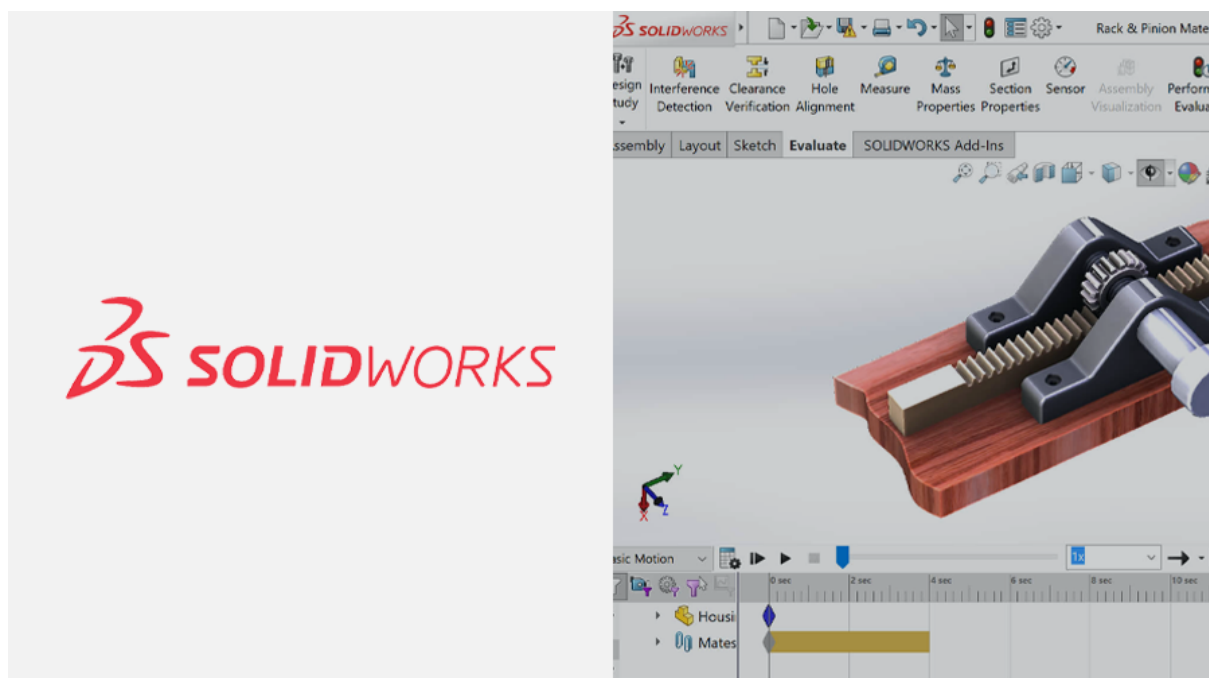 SOLIDWORKS
SOLIDWORKS
Rack & Pinion Mate
esign
tudy
Interference
Detection
Clearance
Verification
Hole
Alignment
Measure
Mass
Properties
Section
Properties
Sensor
Assembly
Visualization
Perform
Evalua
ssembly Layout Sketch Evaluate SOLIDWORKS Add-Ins
Y
X
Z
sic Motion
1x
0 sec 2 sec 4 sec 6 sec 8 sec 10 sec
Housi
Mates